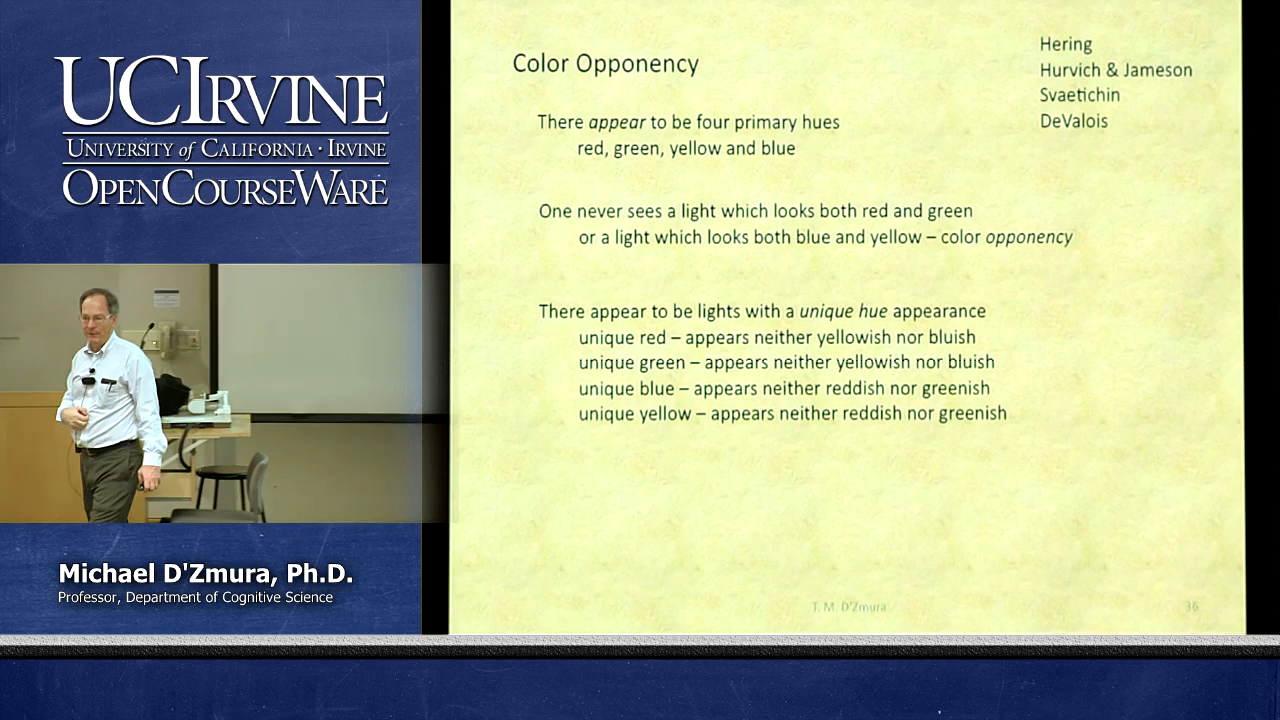 UCIRVINE
UNIVERSITY of CALIFORNIA · IRVINE
OPENCOURSEWARE
Michael D'Zmura, Ph.D.
Professor, Department of Cognitive Science
Color Opponency
Hering
Hurvich & Jameson
Svaetichin
DeValois
There appear to be four primary hues
red, green, yellow and blue
One never sees a light which looks both red and green
or a light which looks both blue and yellow – color opponency
There appear to be lights with a unique hue appearance
unique red – appears neither yellowish nor bluish
unique green – appears neither yellowish nor bluish
unique blue – appears neither reddish nor greenish
unique yellow – appears neither reddish nor greenish
T. M. D'Zmura
36